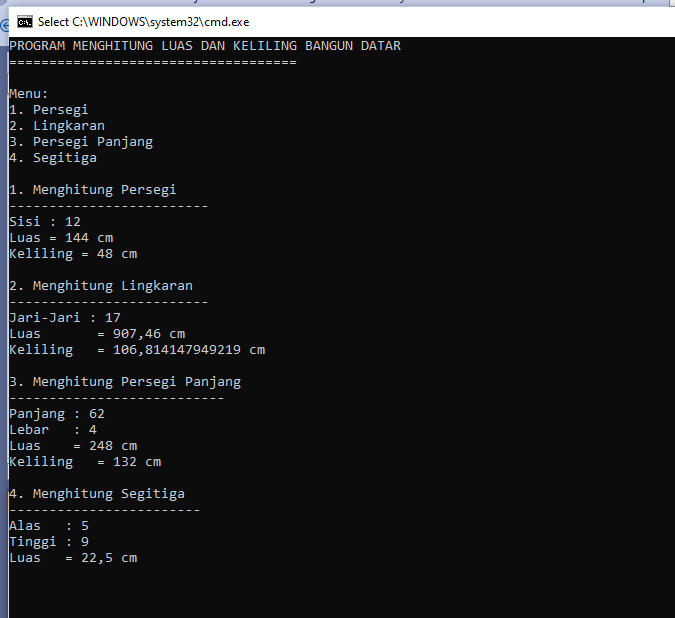 Select C:\WINDOWS\system32\cmd.exe
PROGRAM MENGHITUNG LUAS DAN KELILING BANGUN DATAR
====================================
Menu:
1. Persegi
2. Lingkaran
3. Persegi Panjang
4. Segitiga
1. Menghitung Persegi
-------------------------
Sisi : 12
Luas = 144 cm
Keliling = 48 cm
2. Menghitung Lingkaran
-------------------------
Jari-Jari : 17
Luas       = 907,46 cm
Keliling   = 106,814147949219 cm
3. Menghitung Persegi Panjang
---------------------------
Panjang : 62
Lebar   : 4
Luas    = 248 cm
Keliling   = 132 cm
4. Menghitung Segitiga
------------------------
Alas   : 5
Tinggi : 9
Luas   = 22,5 cm